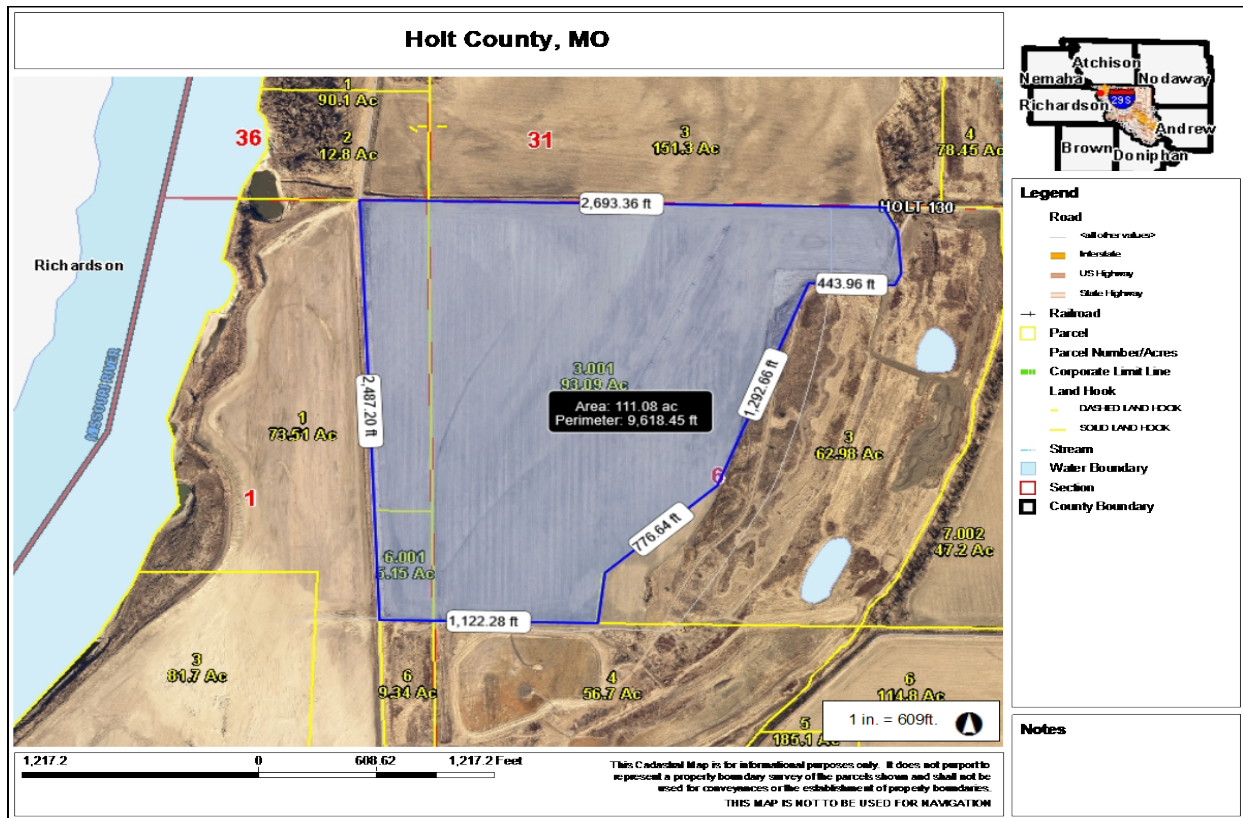 Holt County, MO
Atchison
Nemaha
Nodaway
Richardson
29S
Andrew
Brown
Doniphan
1
90.1 Ac
36
2
12.8 Ac
31
3
151.3 Ac
4
78.45 Ac
2,693.36 ft
HOLT 130
Richardson
443.96 ft
MISSOURI RIVER
2,487.20 ft
3.001
93.09 Ac
Area: 111.08 ac
Perimeter: 9,618.45 ft
1,292.66 ft
1
73.51 Ac
3
62.98 Ac
1
6
776.64 ft
7.002
47.2 Ac
6.001
5.15 Ac
1,122.28 ft
3
81.7 Ac
6
9.34 Ac
4
56.7 Ac
6
114.8 Ac
5
185.1 A
1 in. = 609ft.
Legend
Road
<all other values>
Interstate
US Highway
State Highway
Railroad
Parcel
Parcel Number/Acres
Corporate Limit Line
Land Hook
DASHED LAND HOOK
SOLID LAND HOOK
Stream
Water Boundary
Section
County Boundary
Notes
1,217.2 0 608.62 1,217.2 Feet
This Cadastral Map is for informational purposes only. It does not purport to
represent a property boundary survey of the parcels shown and shall not be
used for conveyances or the establishment of property boundaries.
THIS MAP IS NOT TO BE USED FOR NAVIGATION